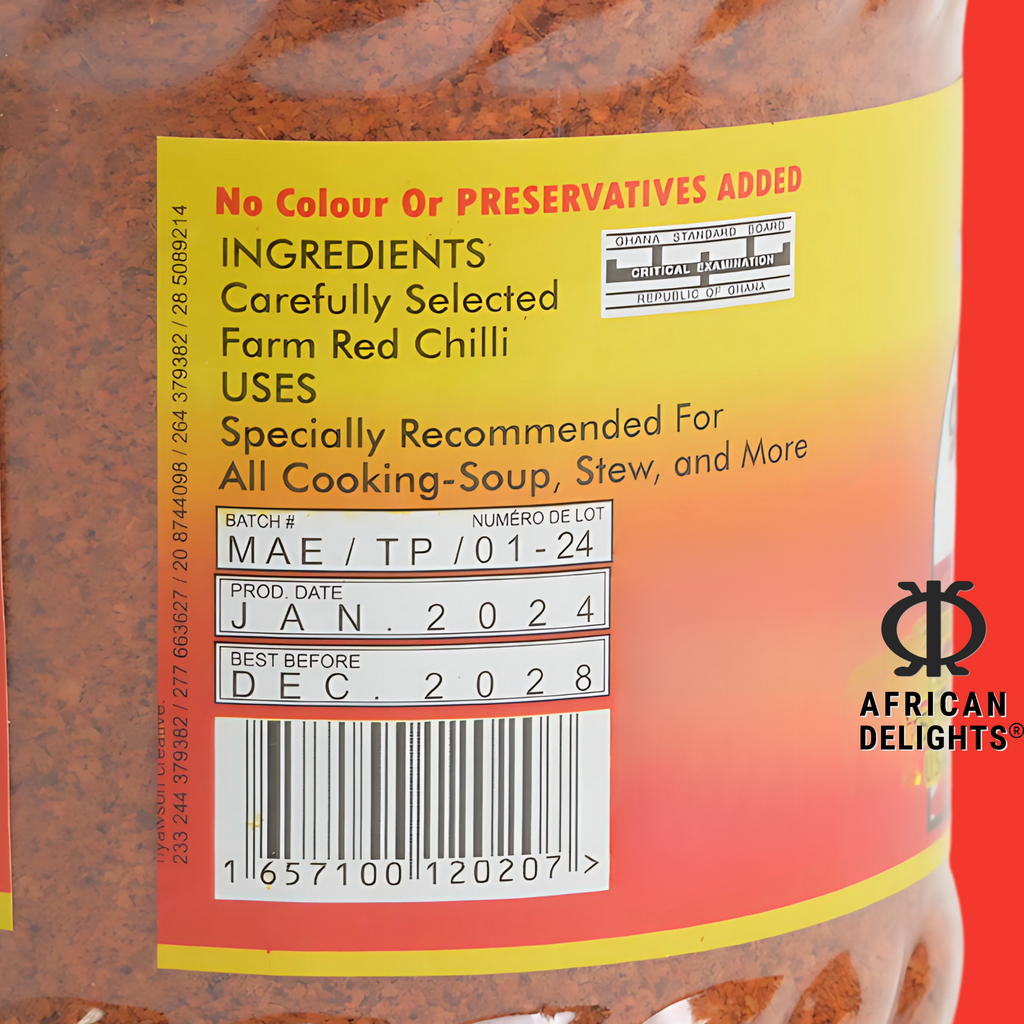 No Colour Or PRESERVATIVES ADDED
INGREDIENTS
Carefully Selected
Farm Red Chilli
USES
Specially Recommended For
All Cooking-Soup, Stew, and More
GHANA STANDARD BOARD
CRITICAL EXAMINATION
REPUBLIC OF GHANA
BATCH # NUMÉRO DE LOT
MAE / TP /01-24
PROD. DATE
JAN. 2024
BEST BEFORE
DEC. 2028
1 657100 120207 >
creative.
233 244 379382 / 277 663627 / 20 8744098 / 264 379382 / 28 5089214
AFRICAN
DELIGHTS®